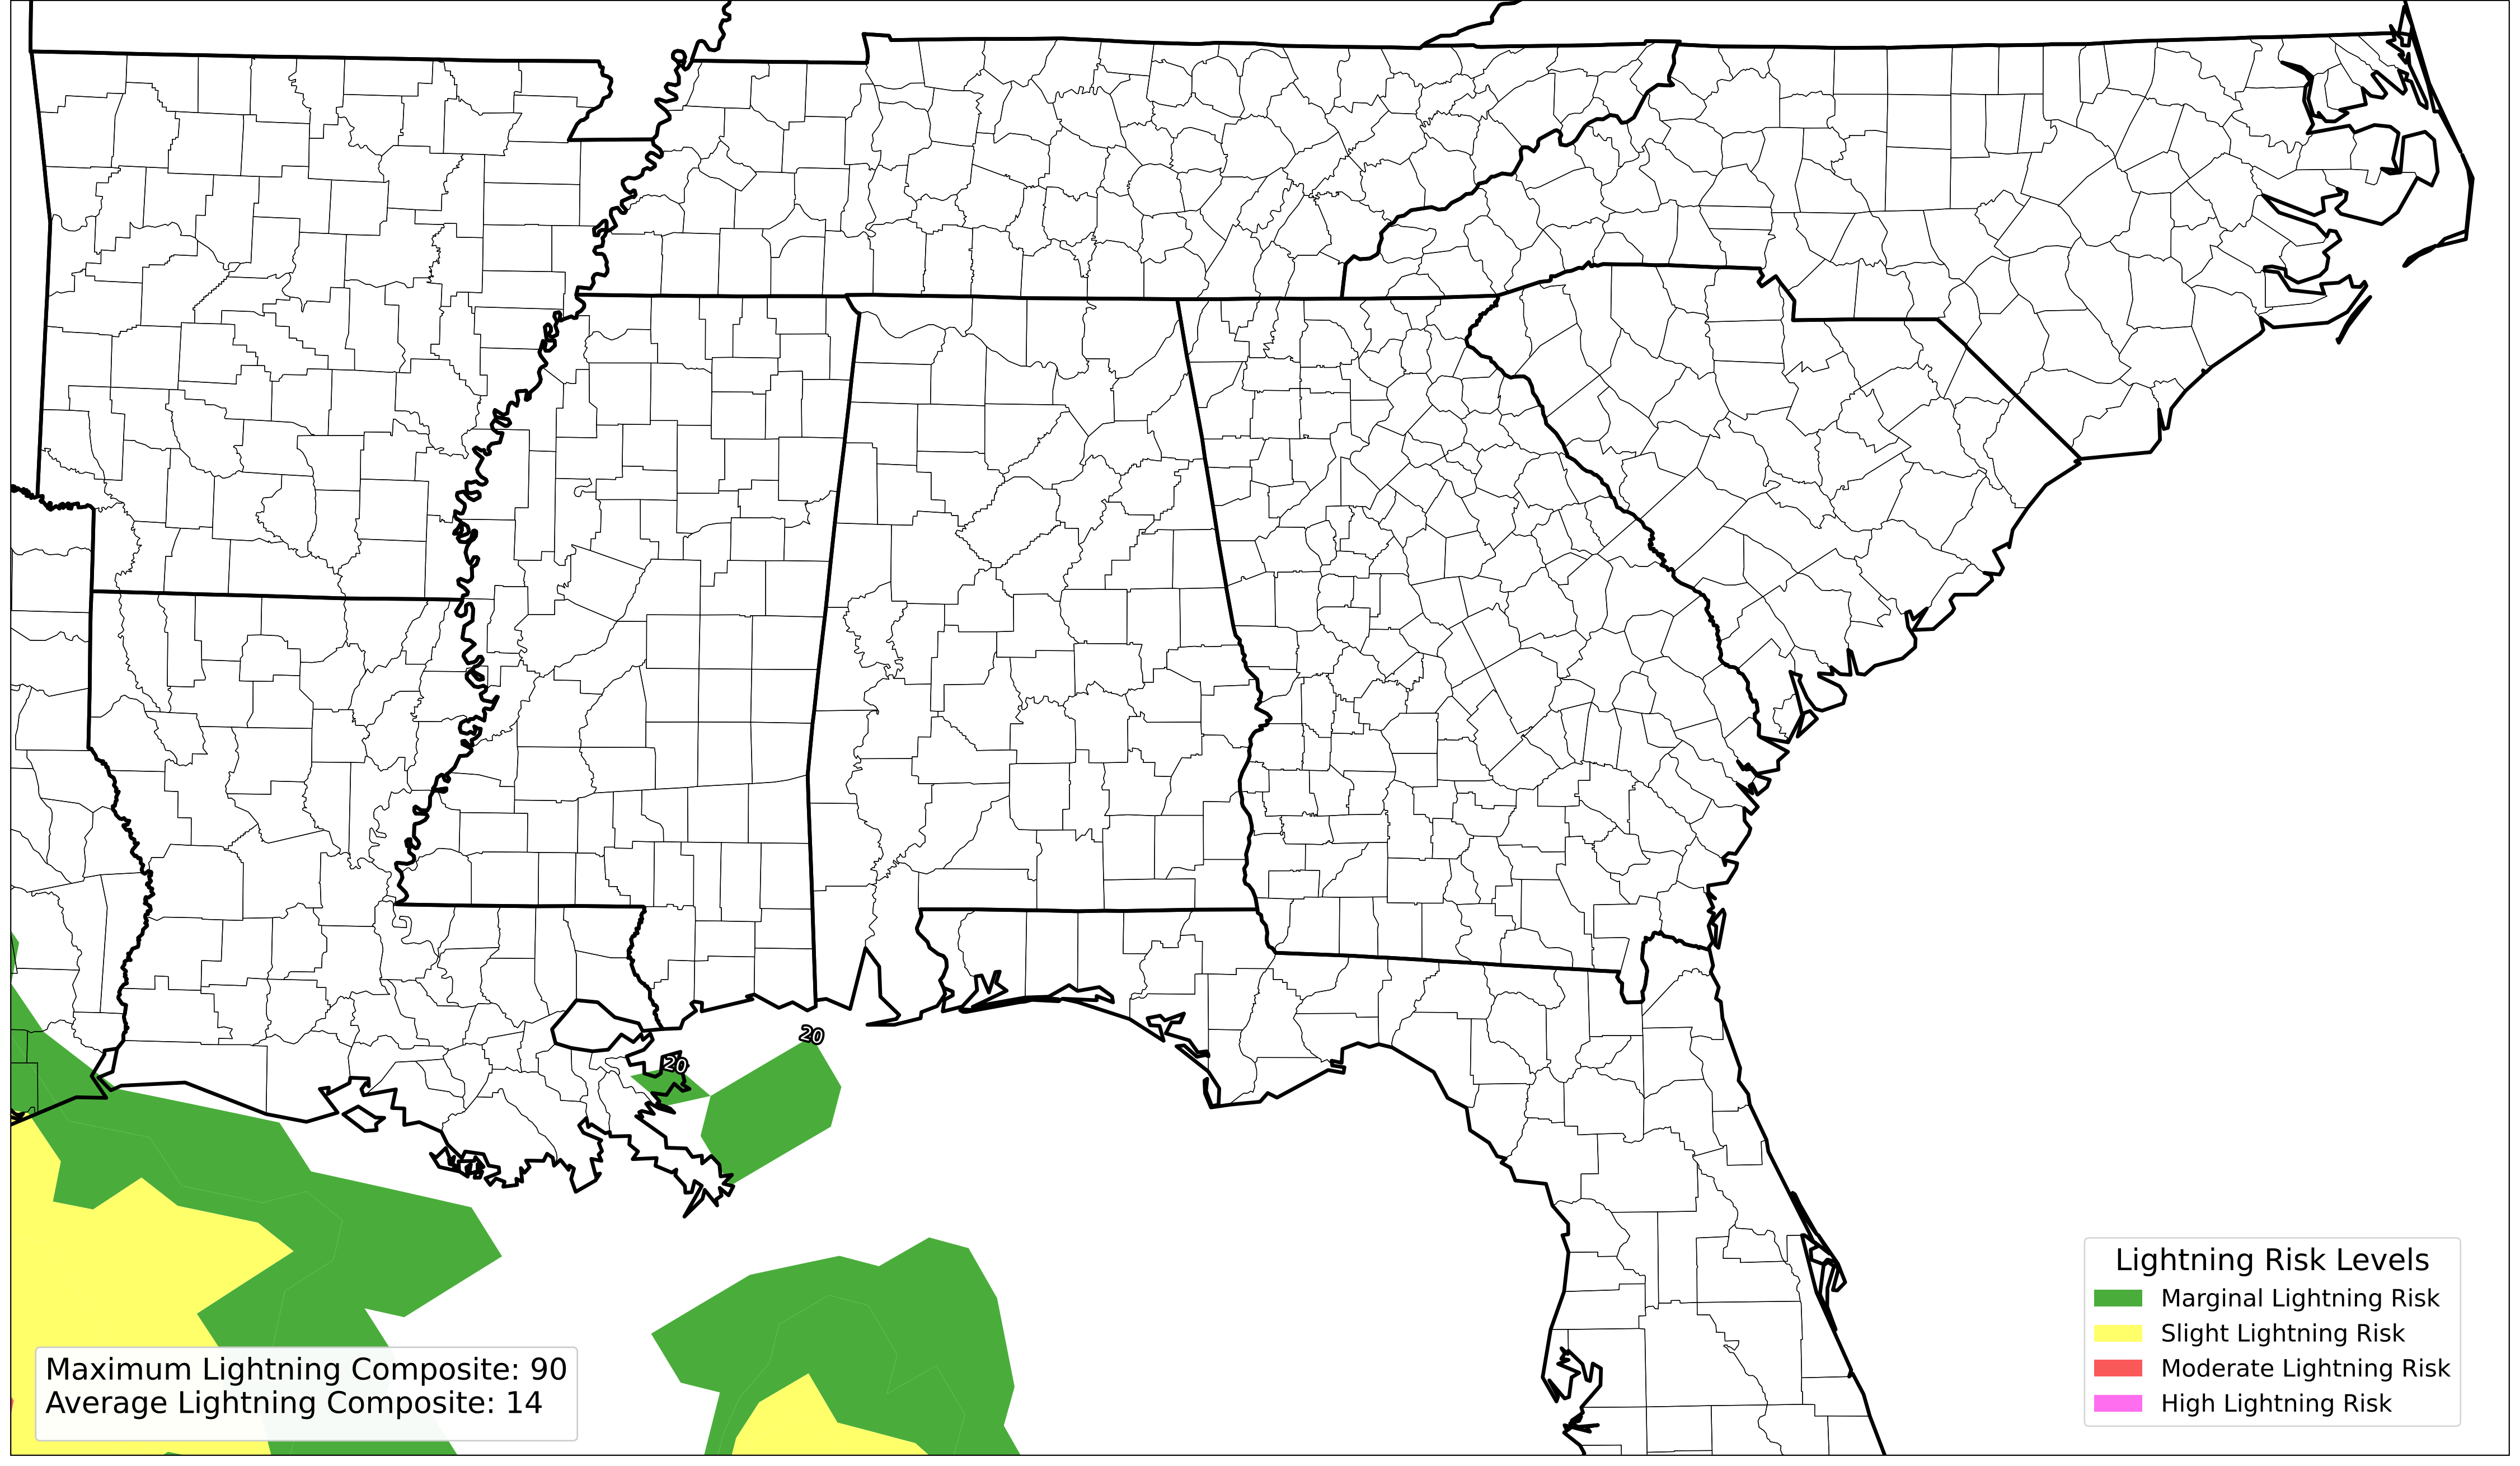 20
20
Lightning Risk Levels
Marginal Lightning Risk
Slight Lightning Risk
Moderate Lightning Risk
High Lightning Risk
Maximum Lightning Composite: 90
Average Lightning Composite: 14